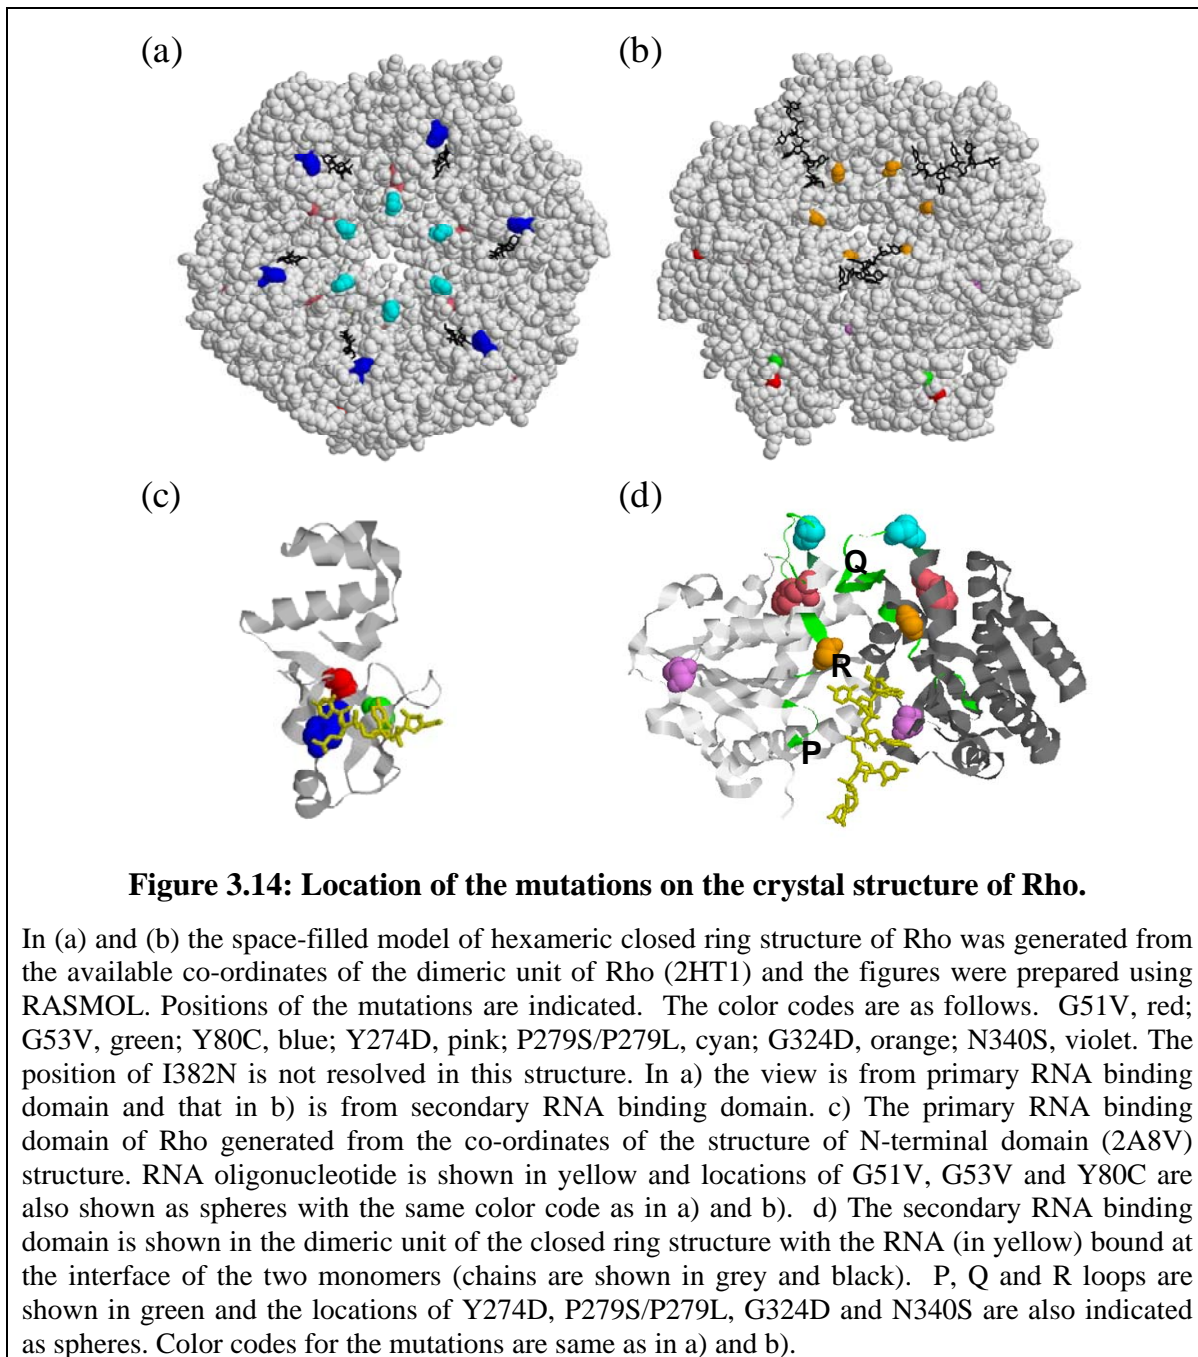 (a)
(b)
(c)
(d)
Q
R
P
Figure 3.14: Location of the mutations on the crystal structure of Rho.
In (a) and (b) the space-filled model of hexameric closed ring structure of Rho was generated from
the available co-ordinates of the dimeric unit of Rho (2HT1) and the figures were prepared using
RASMOL. Positions of the mutations are indicated. The color codes are as follows. G51V, red;
G53V, green; Y80C, blue; Y274D, pink; P279S/P279L, cyan; G324D, orange; N340S, violet. The
position of I382N is not resolved in this structure. In a) the view is from primary RNA binding
domain and that in b) is from secondary RNA binding domain. c) The primary RNA binding
domain of Rho generated from the co-ordinates of the structure of N-terminal domain (2A8V)
structure. RNA oligonucleotide is shown in yellow and locations of G51V, G53V and Y80C are
also shown as spheres with the same color code as in a) and b). d) The secondary RNA binding
domain is shown in the dimeric unit of the closed ring structure with the RNA (in yellow) bound at
the interface of the two monomers (chains are shown in grey and black). P, Q and R loops are
shown in green and the locations of Y274D, P279S/P279L, G324D and N340S are also indicated
as spheres. Color codes for the mutations are same as in a) and b).